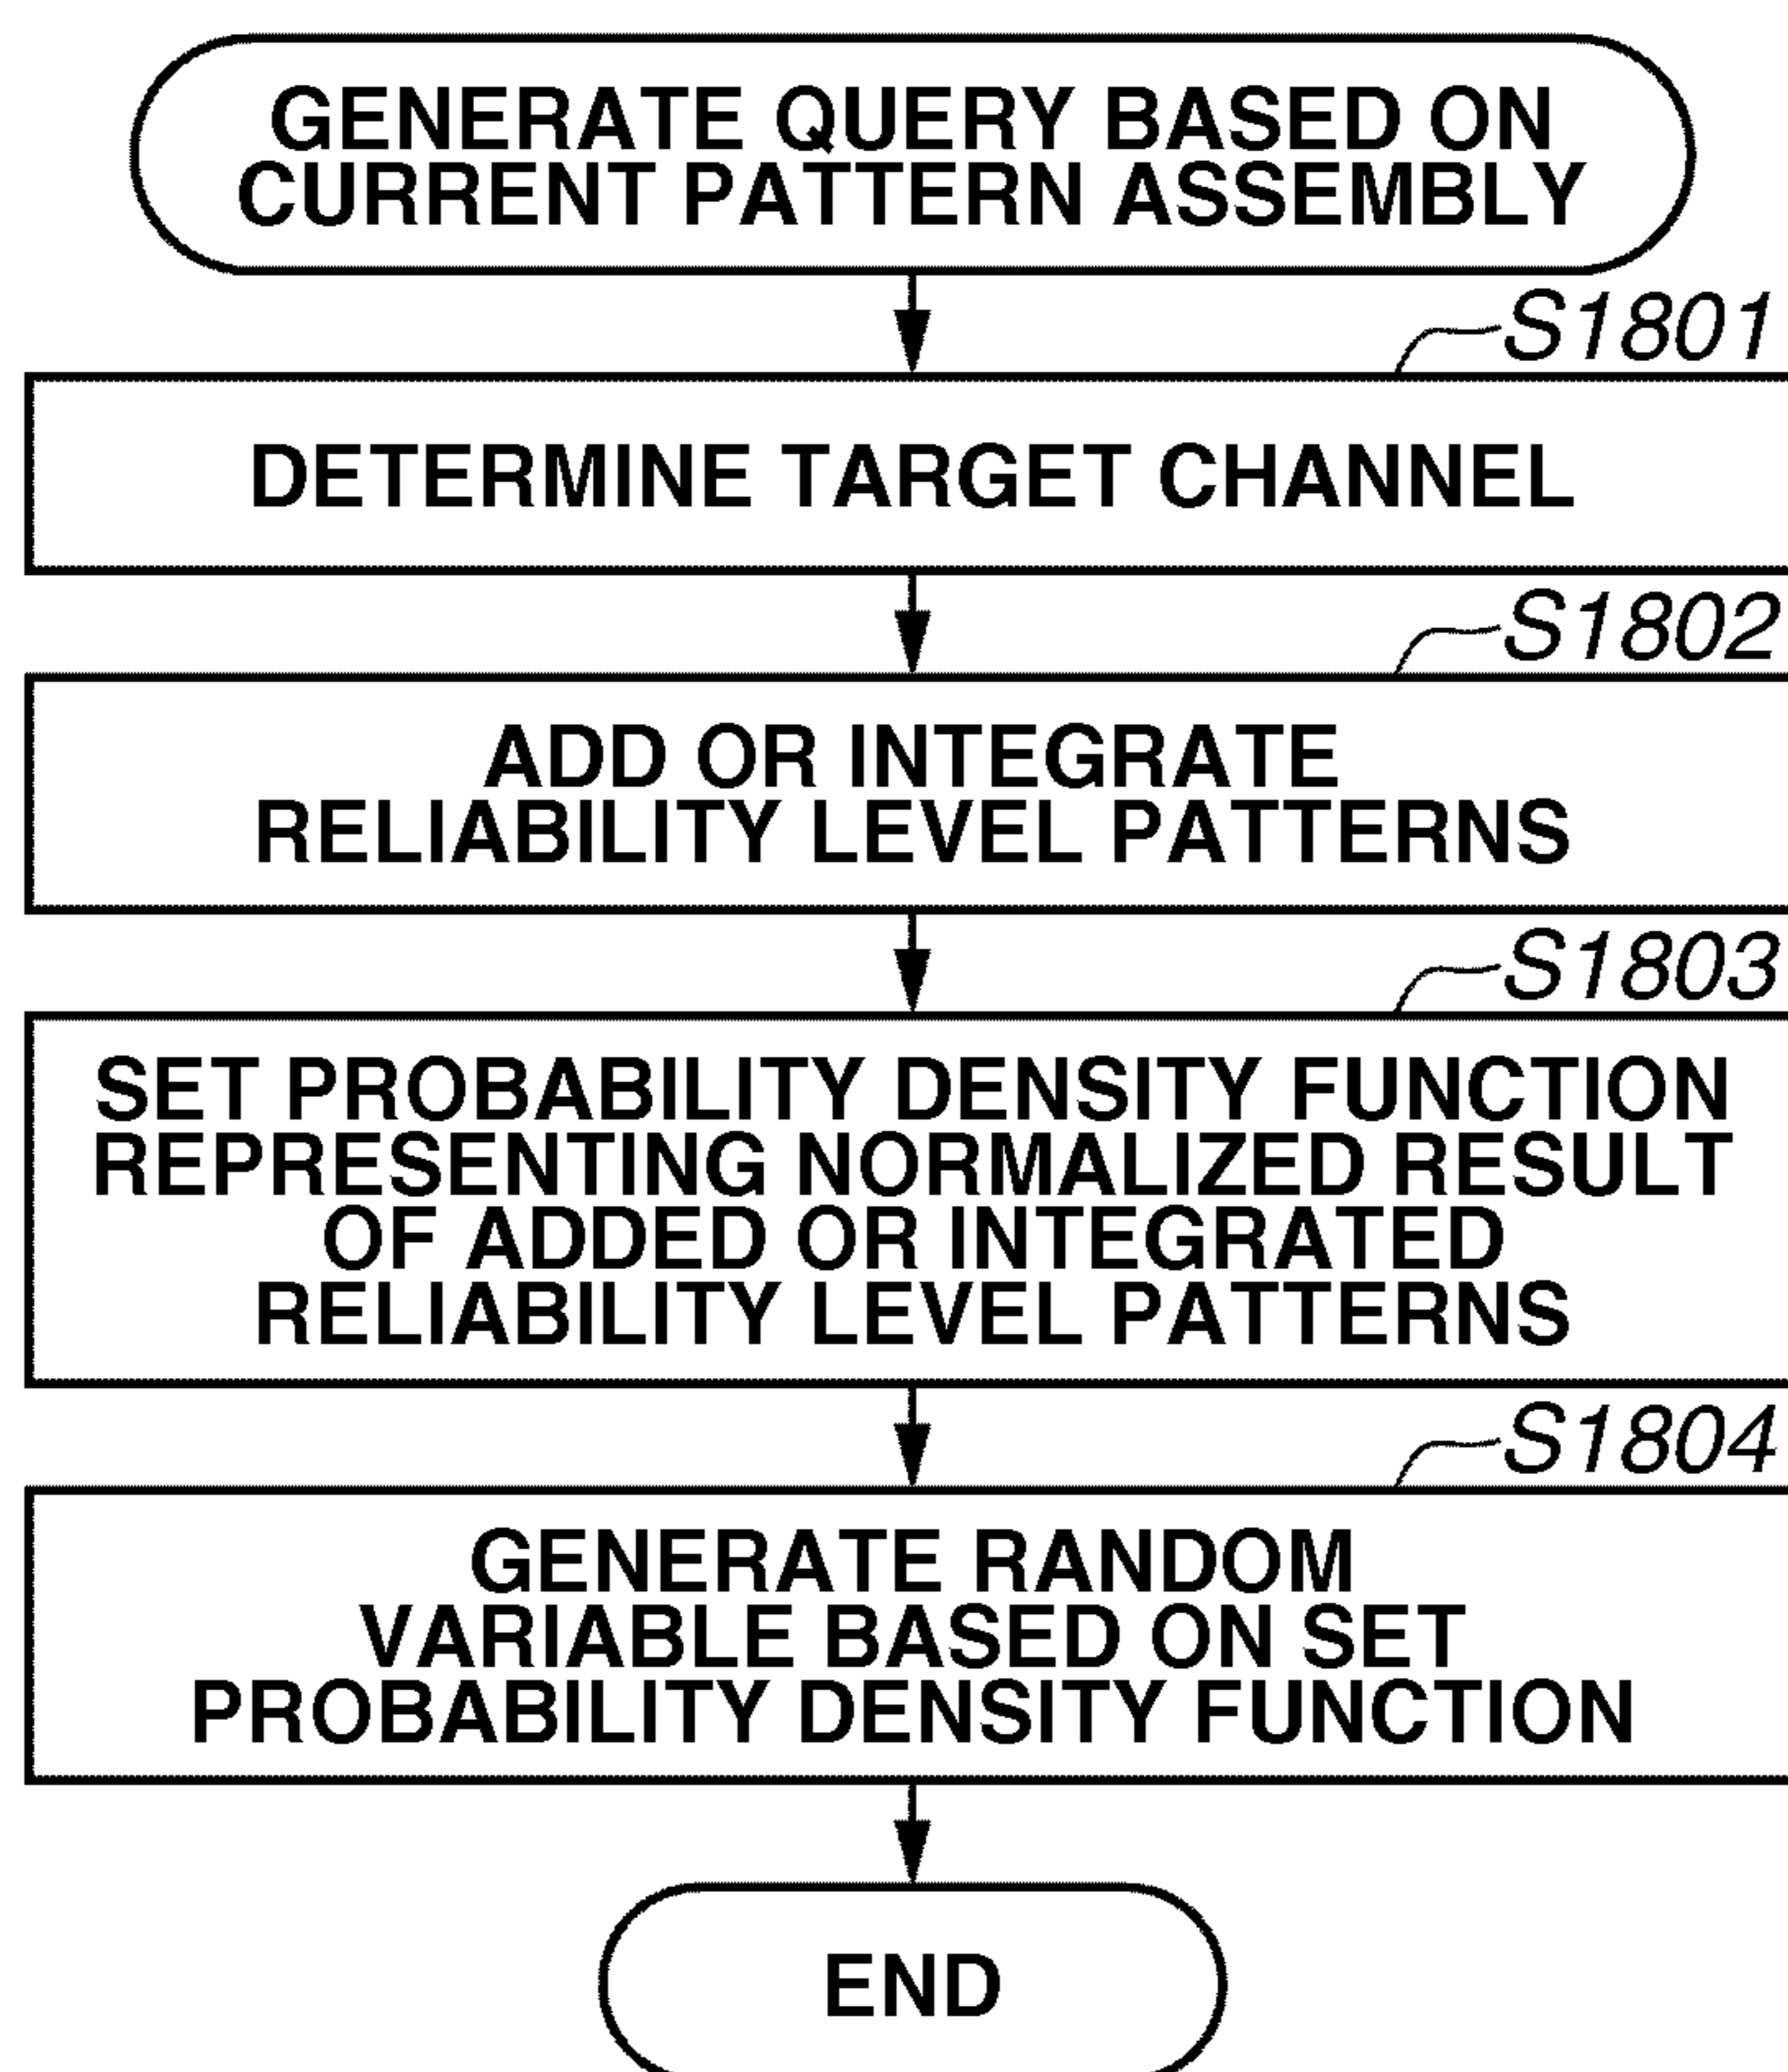 GENERATE QUERY BASED ON
CURRENT PATTERN ASSEMBLY
S1801
DETERMINE TARGET CHANNEL
S1802
ADD OR INTEGRATE
RELIABILITY LEVEL PATTERNS
S1803
SET PROBABILITY DENSITY FUNCTION
REPRESENTING NORMALIZED RESULT
OF ADDED OR INTEGRATED
RELIABILITY LEVEL PATTERNS
S1804
GENERATE RANDOM
VARIABLE BASED ON SET
PROBABILITY DENSITY FUNCTION
END